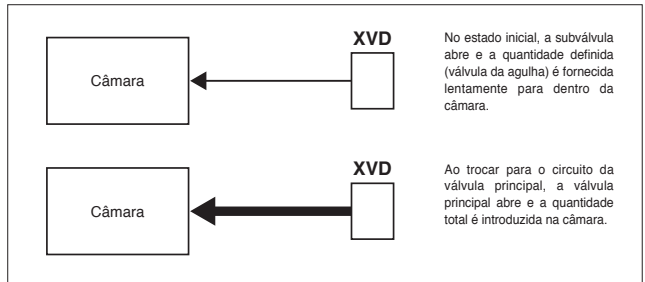 XVD
Câmara
No estado inicial, a subválvula
abre e a quantidade definida
(válvula da agulha) é fornecida
lentamente para dentro da
câmara.
XVD
Câmara
Ao trocar para o circuito da
válvula principal, a válvula
principal abre e a quantidade
total é introduzida na câmara.